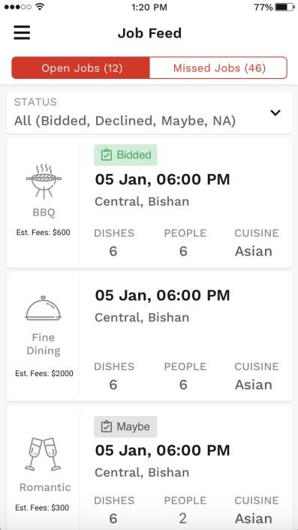 1:20 PM
77%
Job Feed
Open Jobs (12)
Missed Jobs (46)
STATUS
All (Bidded, Declined, Maybe, NA)
Bidded
05 Jan, 06:00 PM
Central, Bishan
BBQ
Est. Fees: $600
DISHES PEOPLE CUISINE
6 6 Asian
05 Jan, 06:00 PM
Central, Bishan
Fine
Dining
Est. Fees: $2000
DISHES PEOPLE CUISINE
6 6 Asian
Maybe
05 Jan, 06:00 PM
Central, Bishan
Romantic
Est. Fees: $300
DISHES PEOPLE CUISINE
6 2 Asian